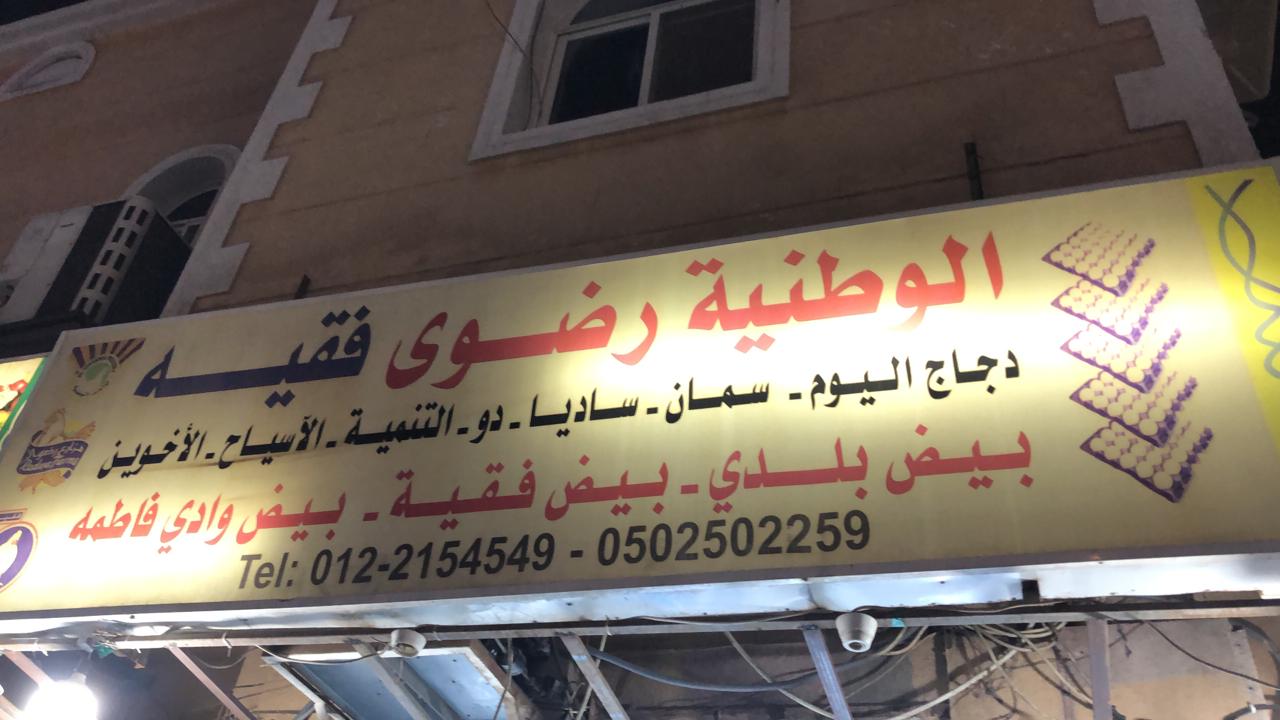 الوطنية رضوى فقيه
دجاج اليوم - سمان - ساديا - دو - التنمية - الآسياح - الأخوين
بيض بلدي - بيض فقية - بيض وادي فاطمه
Tel: 012-2154549 - 0502502259